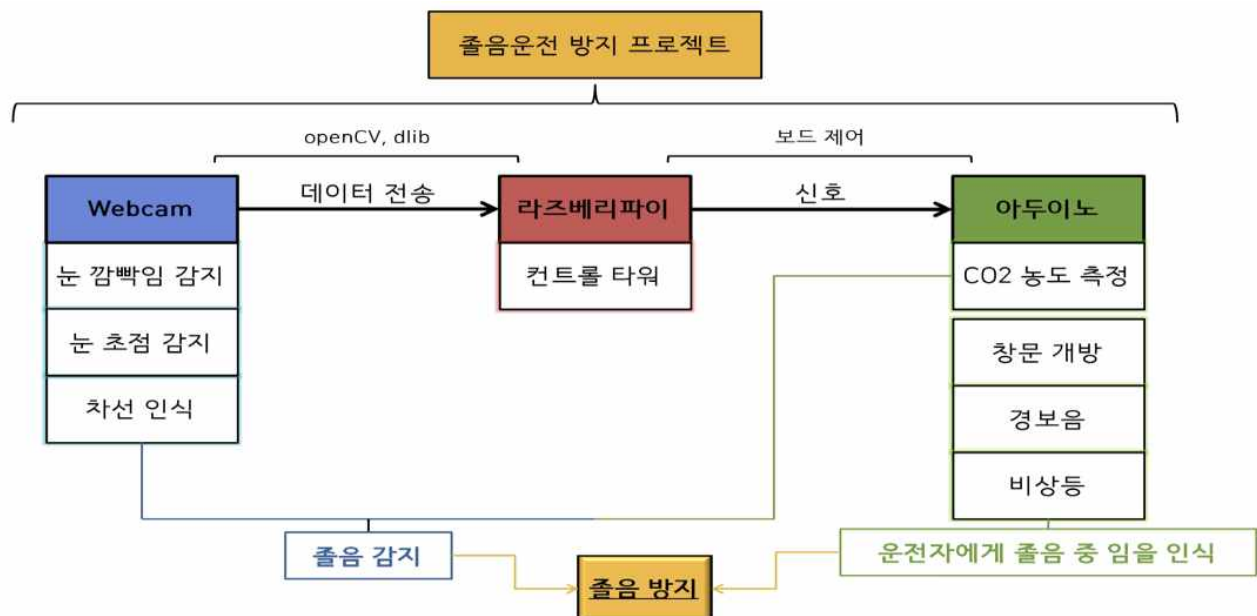 졸음운전 방지 프로젝트
openCV, dlib
보드 제어
Webcam
데이터 전송
라즈베리파이
신호
아두이노
눈 깜빡임 감지
컨트롤 타워
CO2 농도 측정
눈 초점 감지
창문 개방
차선 인식
경보음
비상등
졸음 감지
운전자에게 졸음 중 임을 인식
졸음 방지